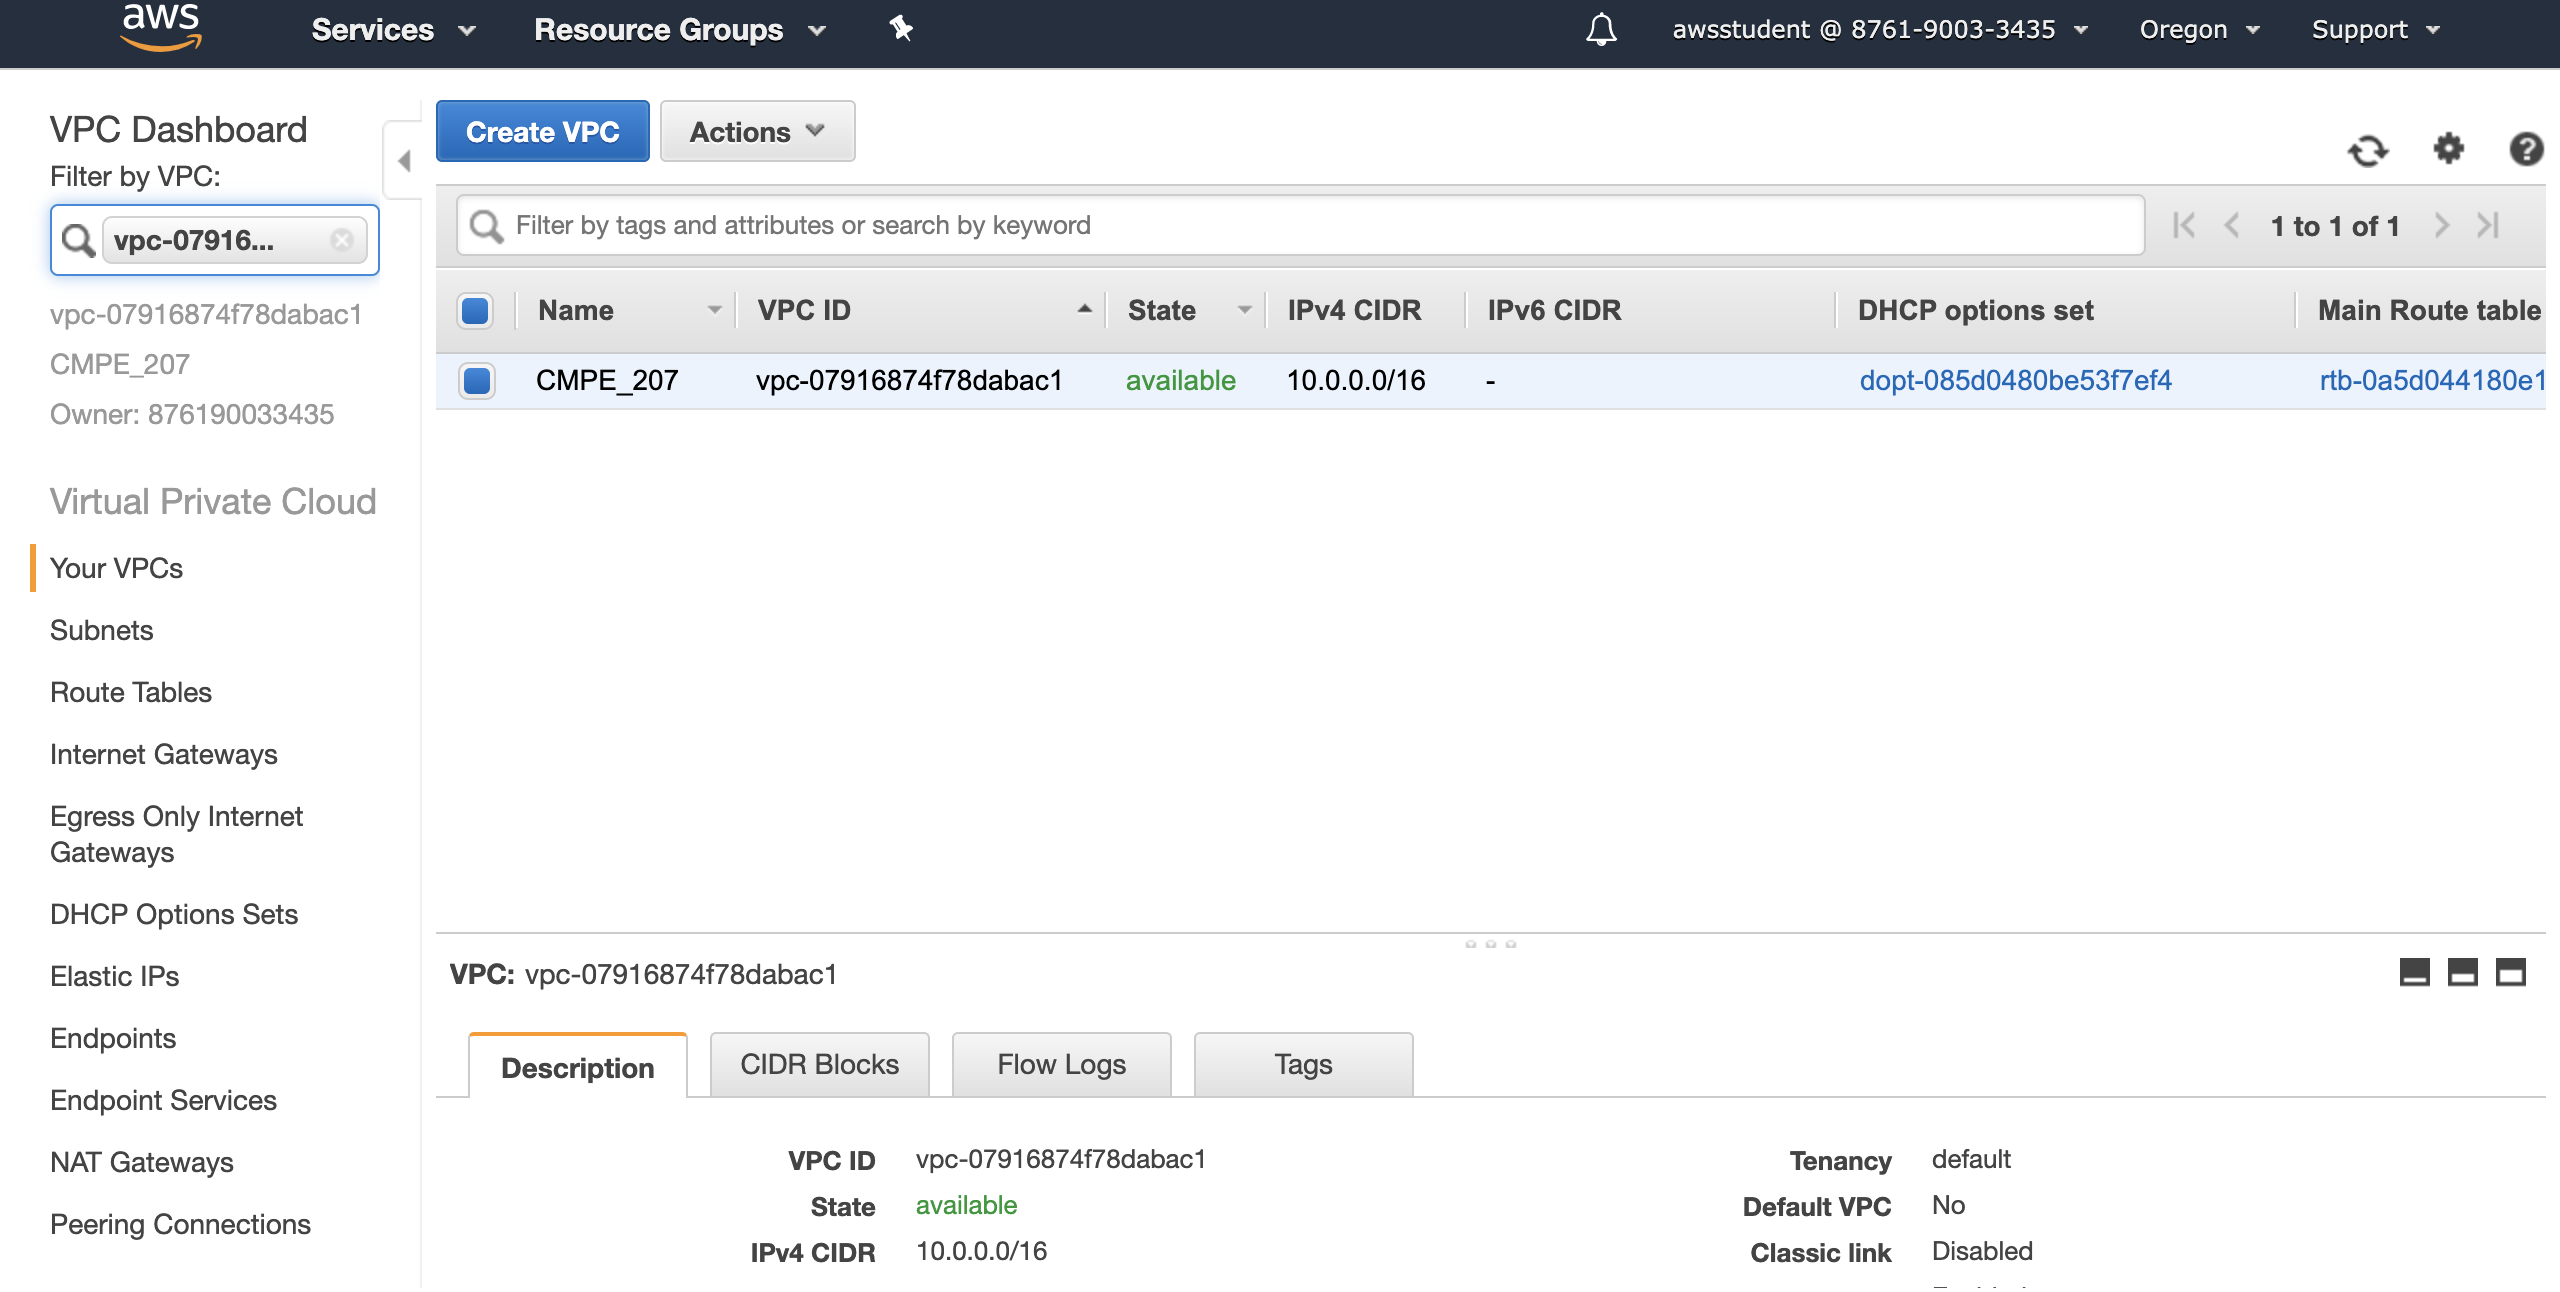 aws Services Resource Groups awsstudent @ 8761-9003-3435 Oregon Support
VPC Dashboard
Filter by VPC:
vpc-07916...
vpc-07916874f78dabac1
CMPE_207
Owner: 876190033435
Virtual Private Cloud
Your VPCs
Subnets
Route Tables
Internet Gateways
Egress Only Internet
Gateways
DHCP Options Sets
Elastic IPs
Endpoints
Endpoint Services
NAT Gateways
Peering Connections
Create VPC Actions
Filter by tags and attributes or search by keyword 1 to 1 of 1
Name VPC ID State IPv4 CIDR IPv6 CIDR DHCP options set Main Route table
CMPE_207 vpc-07916874f78dabac1 available 10.0.0.0/16 - dopt-085d0480be53f7ef4 rtb-0a5d044180e1
VPC: vpc-07916874f78dabac1
Description CIDR Blocks Flow Logs Tags
VPC ID vpc-07916874f78dabac1 Tenancy default
State available Default VPC No
IPv4 CIDR 10.0.0.0/16 Classic link Disabled